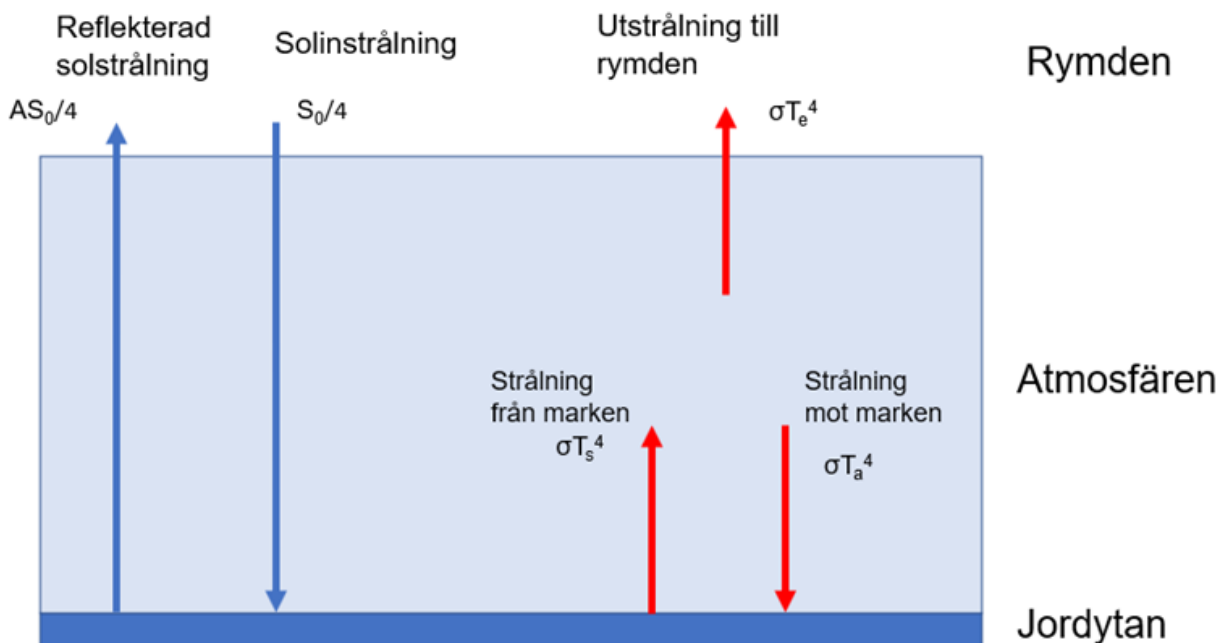 Reflekterad
solstrålning
Solinstrålning
Utstrålning till
rymden
Rymden
AS₀/4
S₀/4
σTₑ⁴
Strålning
från marken
σTₛ⁴
Strålning
mot marken
σTₐ⁴
Atmosfären
Jordytan